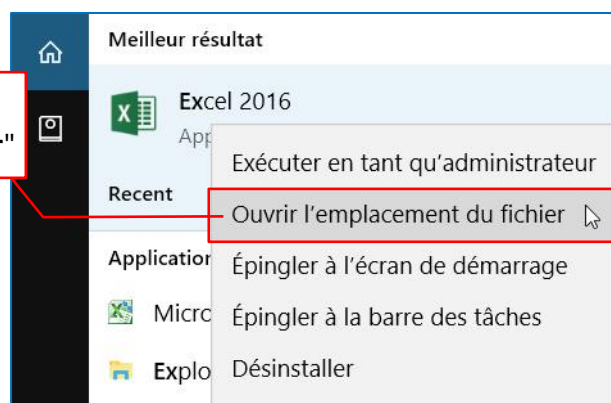 Meilleur résultat
Excel 2016
App
Exécuter en tant qu'administrateur
"
Recent
Ouvrir l'emplacement du fichier
Application
Épingler à l'écran de démarrage
Micro
Épingler à la barre des tâches
Explo
Désinstaller